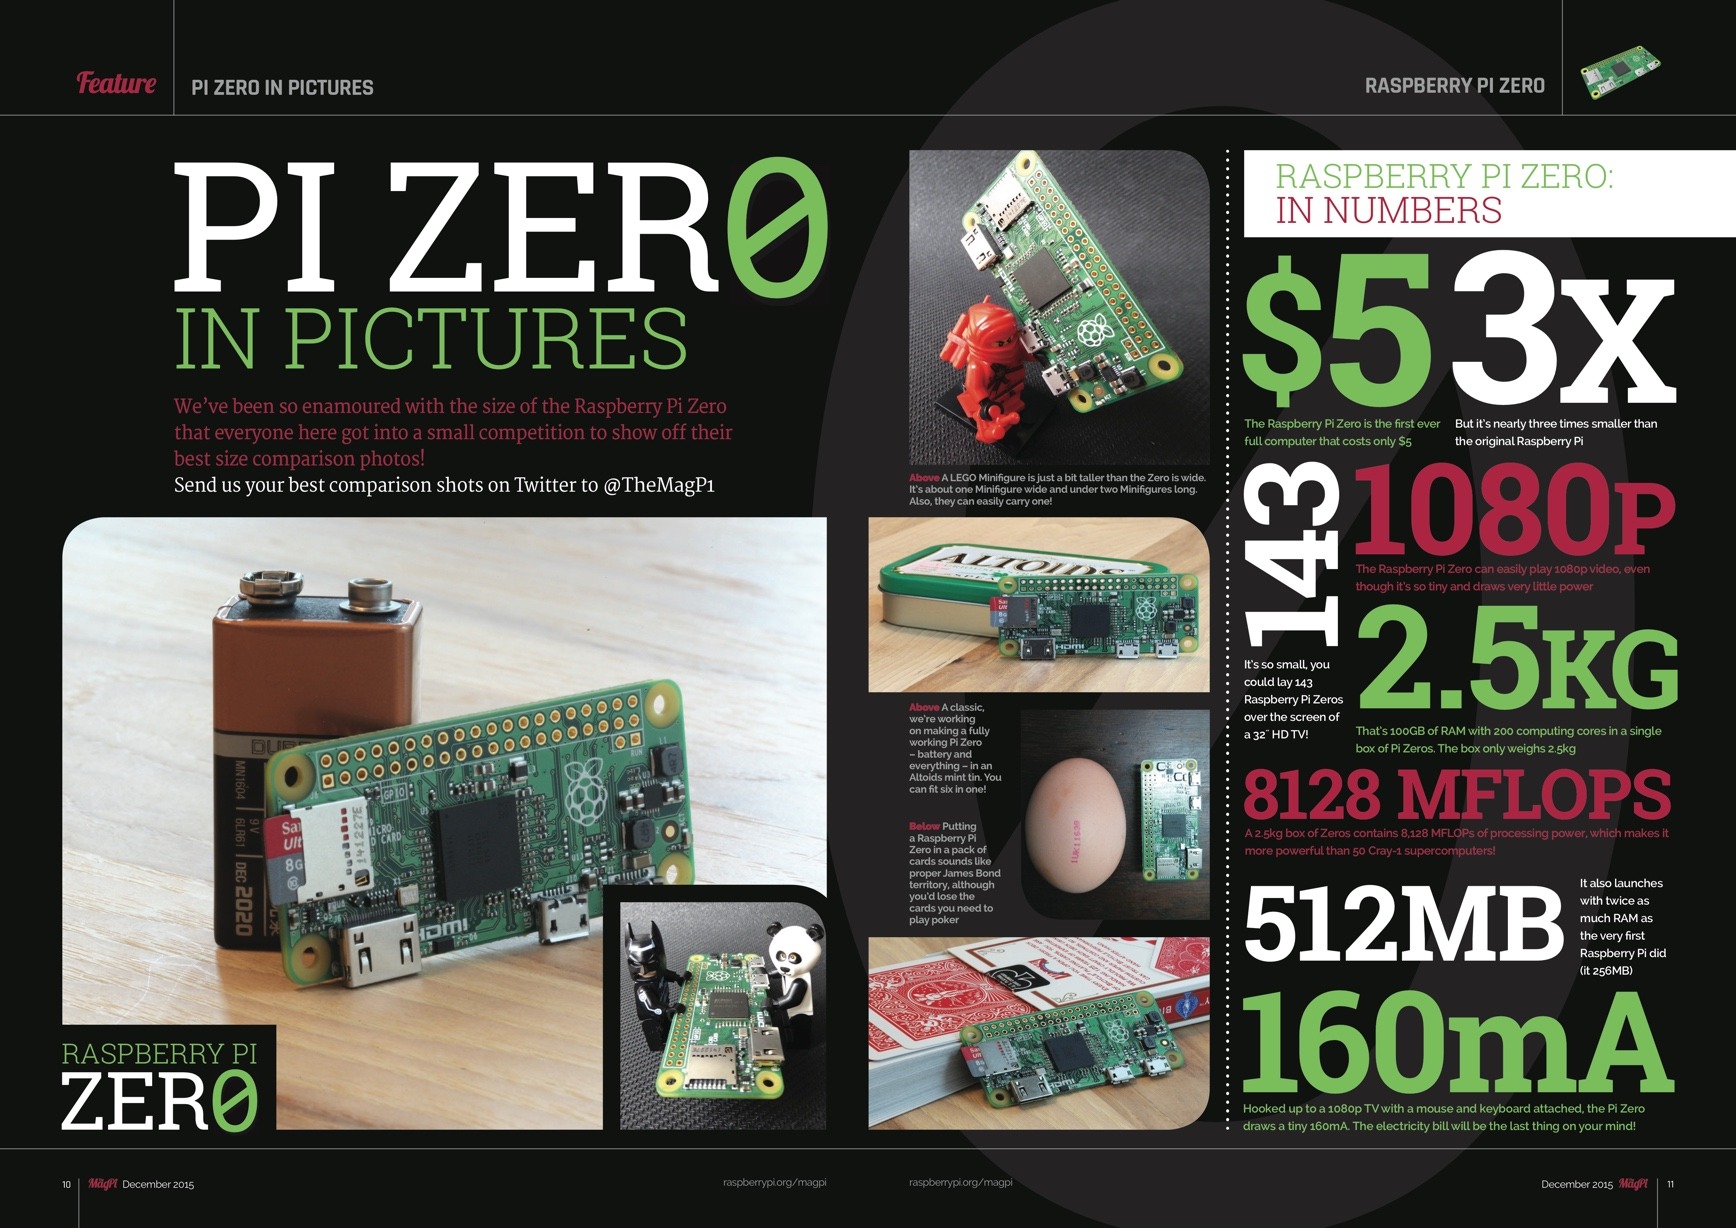 Feature
PI ZERO IN PICTURES
RASPBERRY PI ZERO
PI ZER0
IN PICTURES
We've been so enamoured with the size of the Raspberry Pi Zero
that everyone here got into a small competition to show off their
best size comparison photos!
Send us your best comparison shots on Twitter to @TheMagP1
DUR
MN1604
9 V
6LR61
DEC 2020
GPIO
8G
HDMI
RUN
RASPBERRY PI
ZER0
Above A LEGO Minifigure is just a bit taller than the Zero is wide.
It's about one Minifigure wide and under two Minifigures long.
Also, they can easily carry one!
ALTOIDS
HDMI
Above A classic,
we're working
on making a fully
working Pi Zero
– battery and
everything – in an
Altoids mint tin. You
can fit six in one!
Below Putting
a Raspberry Pi
Zero in a pack of
cards sounds like
proper James Bond
territory, although
you'd lose the
cards you need to
play poker
HDMI
RASPBERRY PI ZERO:
IN NUMBERS
$5
The Raspberry Pi Zero is the first ever
full computer that costs only $5
3X
But it's nearly three times smaller than
the original Raspberry Pi
143
It's so small, you
could lay 143
Raspberry Pi Zeros
over the screen of
a 32˝ HD TV!
1080P
The Raspberry Pi Zero can easily play 1080p video, even
though it's so tiny and draws very little power
2.5KG
That's 100GB of RAM with 200 computing cores in a single
box of Pi Zeros. The box only weighs 2.5kg
8128 MFLOPS
A 2.5kg box of Zeros contains 8,128 MFLOPs of processing power, which makes it
more powerful than 50 Cray-1 supercomputers!
512MB
It also launches
with twice as
much RAM as
the very first
Raspberry Pi did
(it 256MB)
160mA
Hooked up to a 1080p TV with a mouse and keyboard attached, the Pi Zero
draws a tiny 160mA. The electricity bill will be the last thing on your mind!
10
MagPi December 2015
raspberrypi.org/magpi
raspberrypi.org/magpi
December 2015 MagPi
11